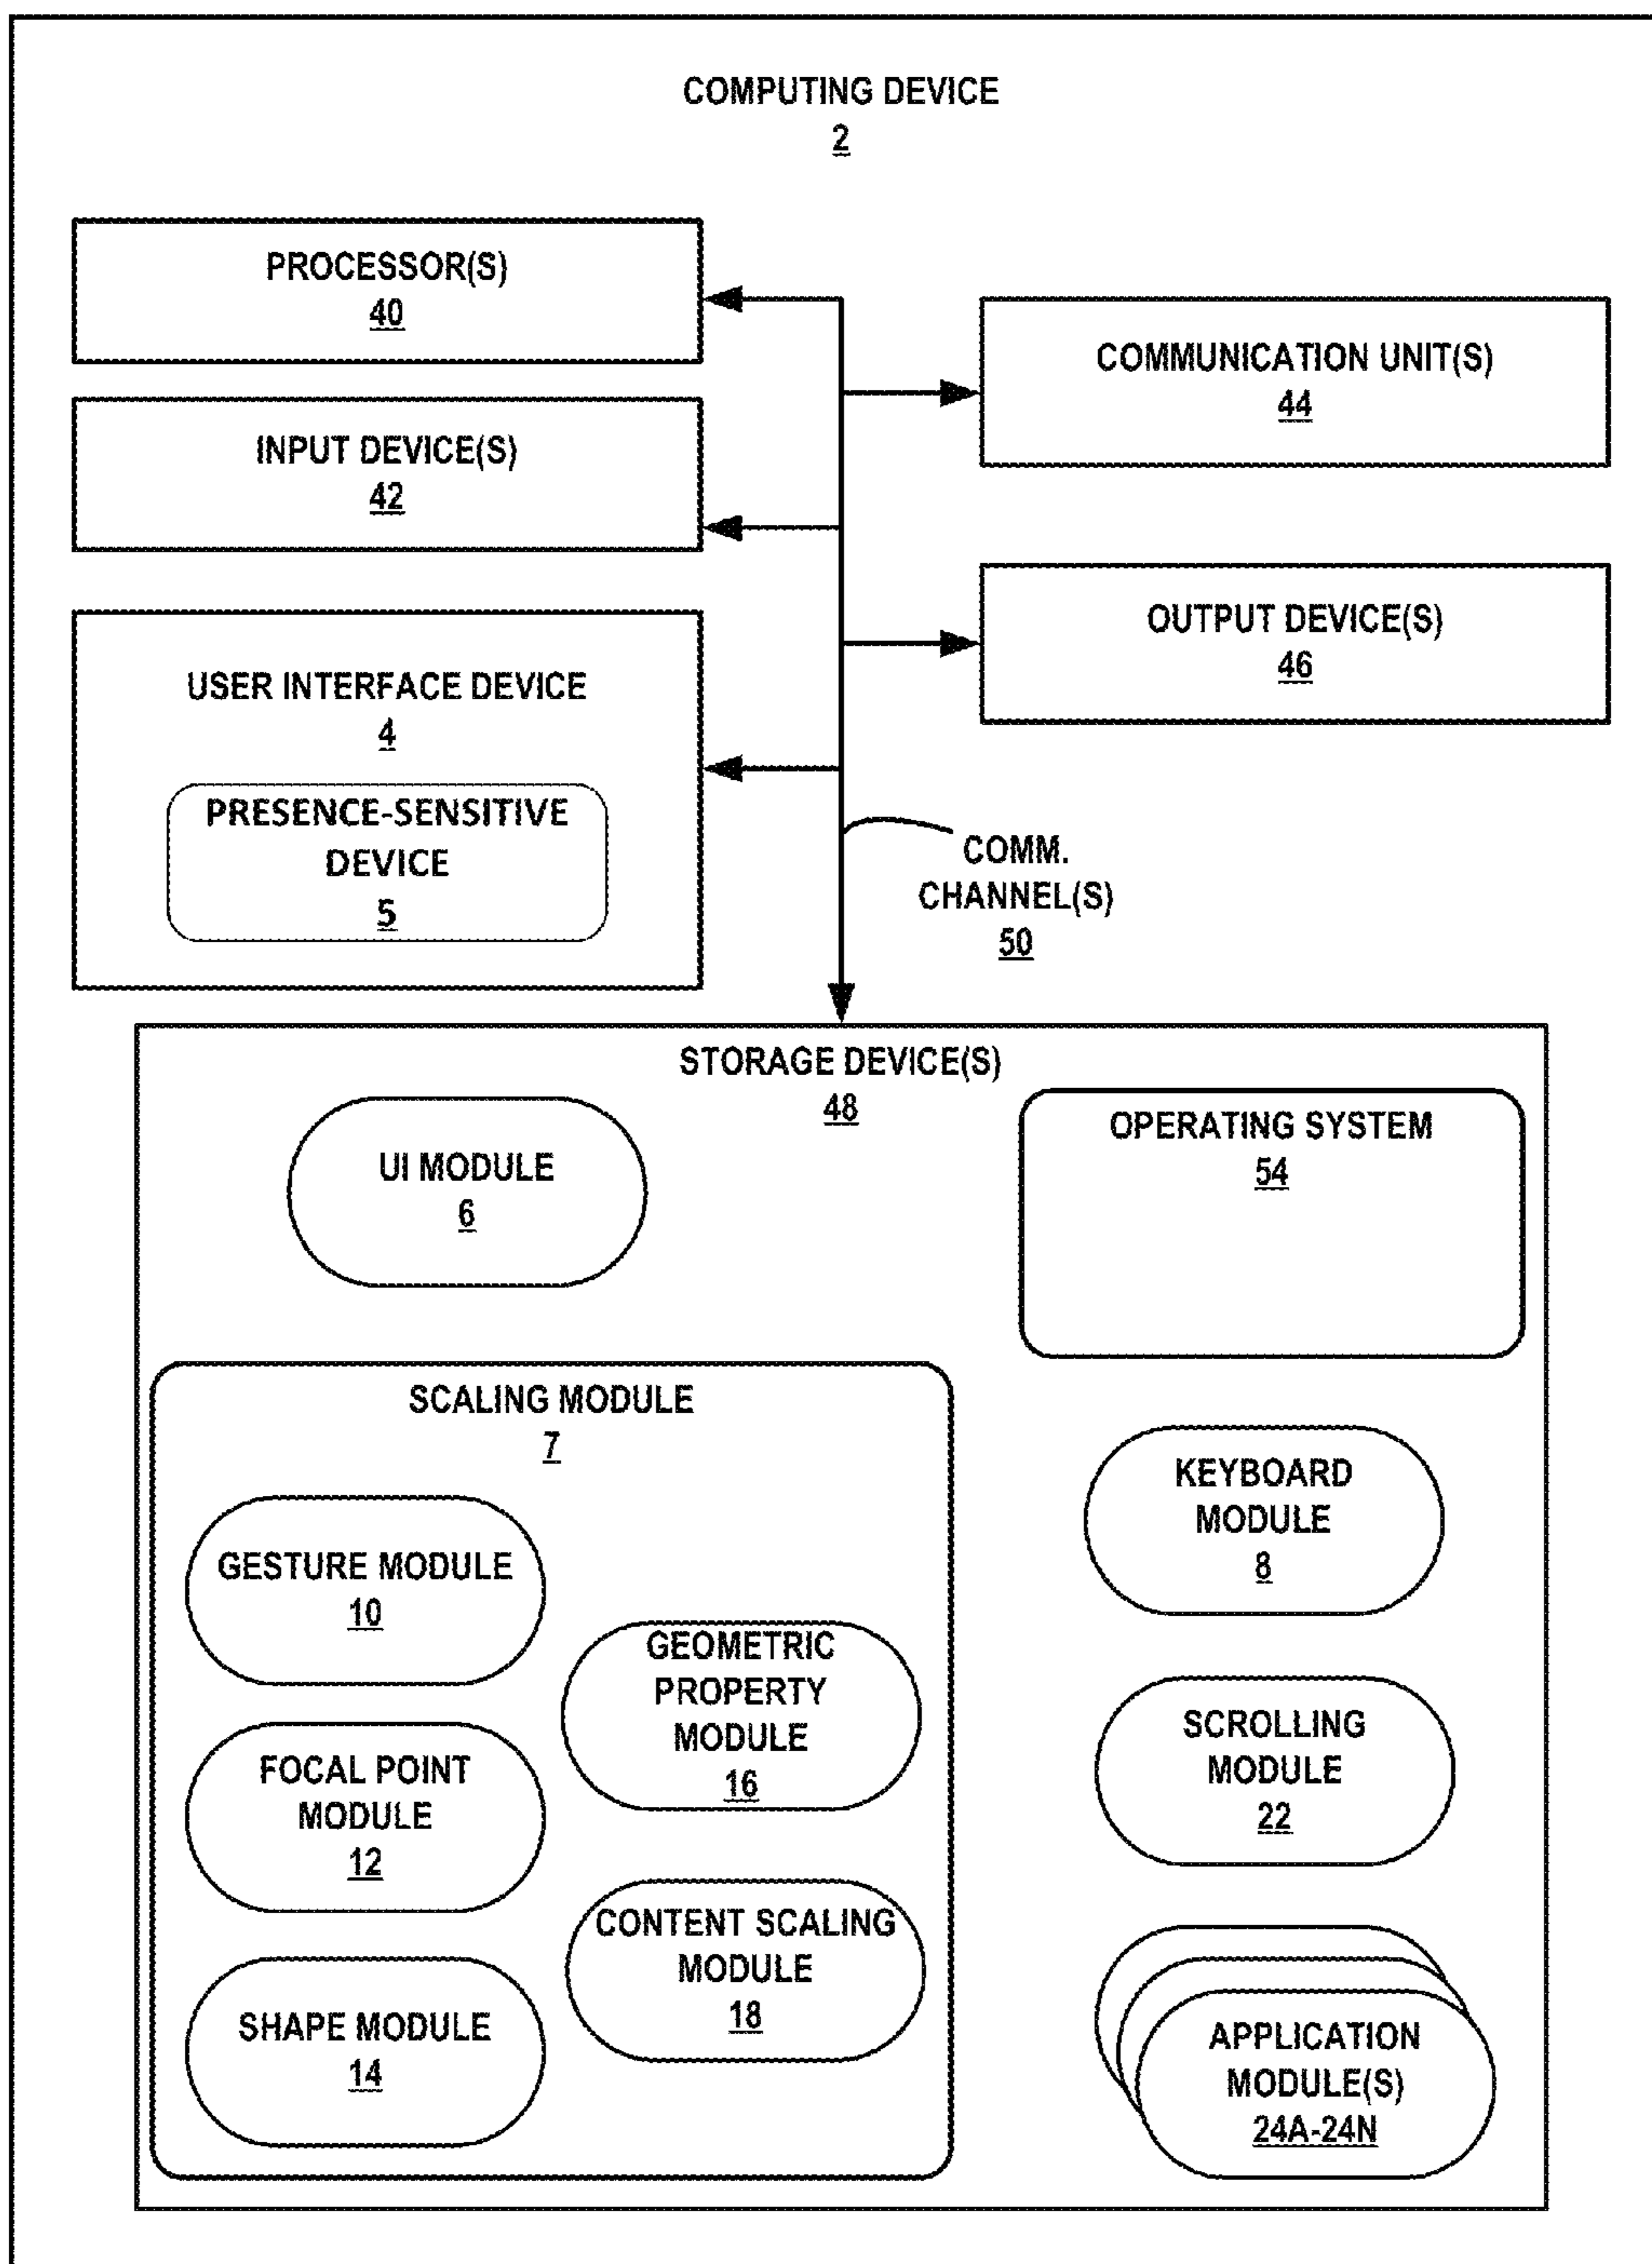 COMPUTING DEVICE
2
PROCESSOR(S)
40
COMMUNICATION UNIT(S)
44
INPUT DEVICE(S)
42
OUTPUT DEVICE(S)
46
USER INTERFACE DEVICE
4
PRESENCE-SENSITIVE
DEVICE
5
COMM.
CHANNEL(S)
50
STORAGE DEVICE(S)
48
UI MODULE
6
OPERATING SYSTEM
54
SCALING MODULE
7
GESTURE MODULE
10
FOCAL POINT
MODULE
12
SHAPE MODULE
14
GEOMETRIC
PROPERTY
MODULE
16
CONTENT SCALING
MODULE
18
KEYBOARD
MODULE
8
SCROLLING
MODULE
22
APPLICATION
MODULE(S)
24A-24N